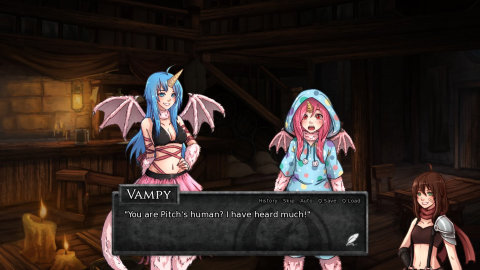 VAMPY
History Skip Auto Q.Save Q.Load
"You are Pitch's human? I have heard much!"